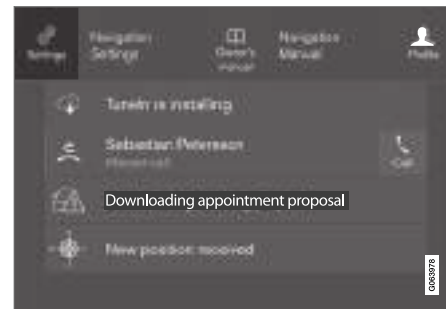 Settings
Navigation Settings
Owner's manual
Navigation Manual
Profile
TuneIn is installing
Sebastian Petersson
Missed call
Call
Downloading appointment proposal
New position received
G063978